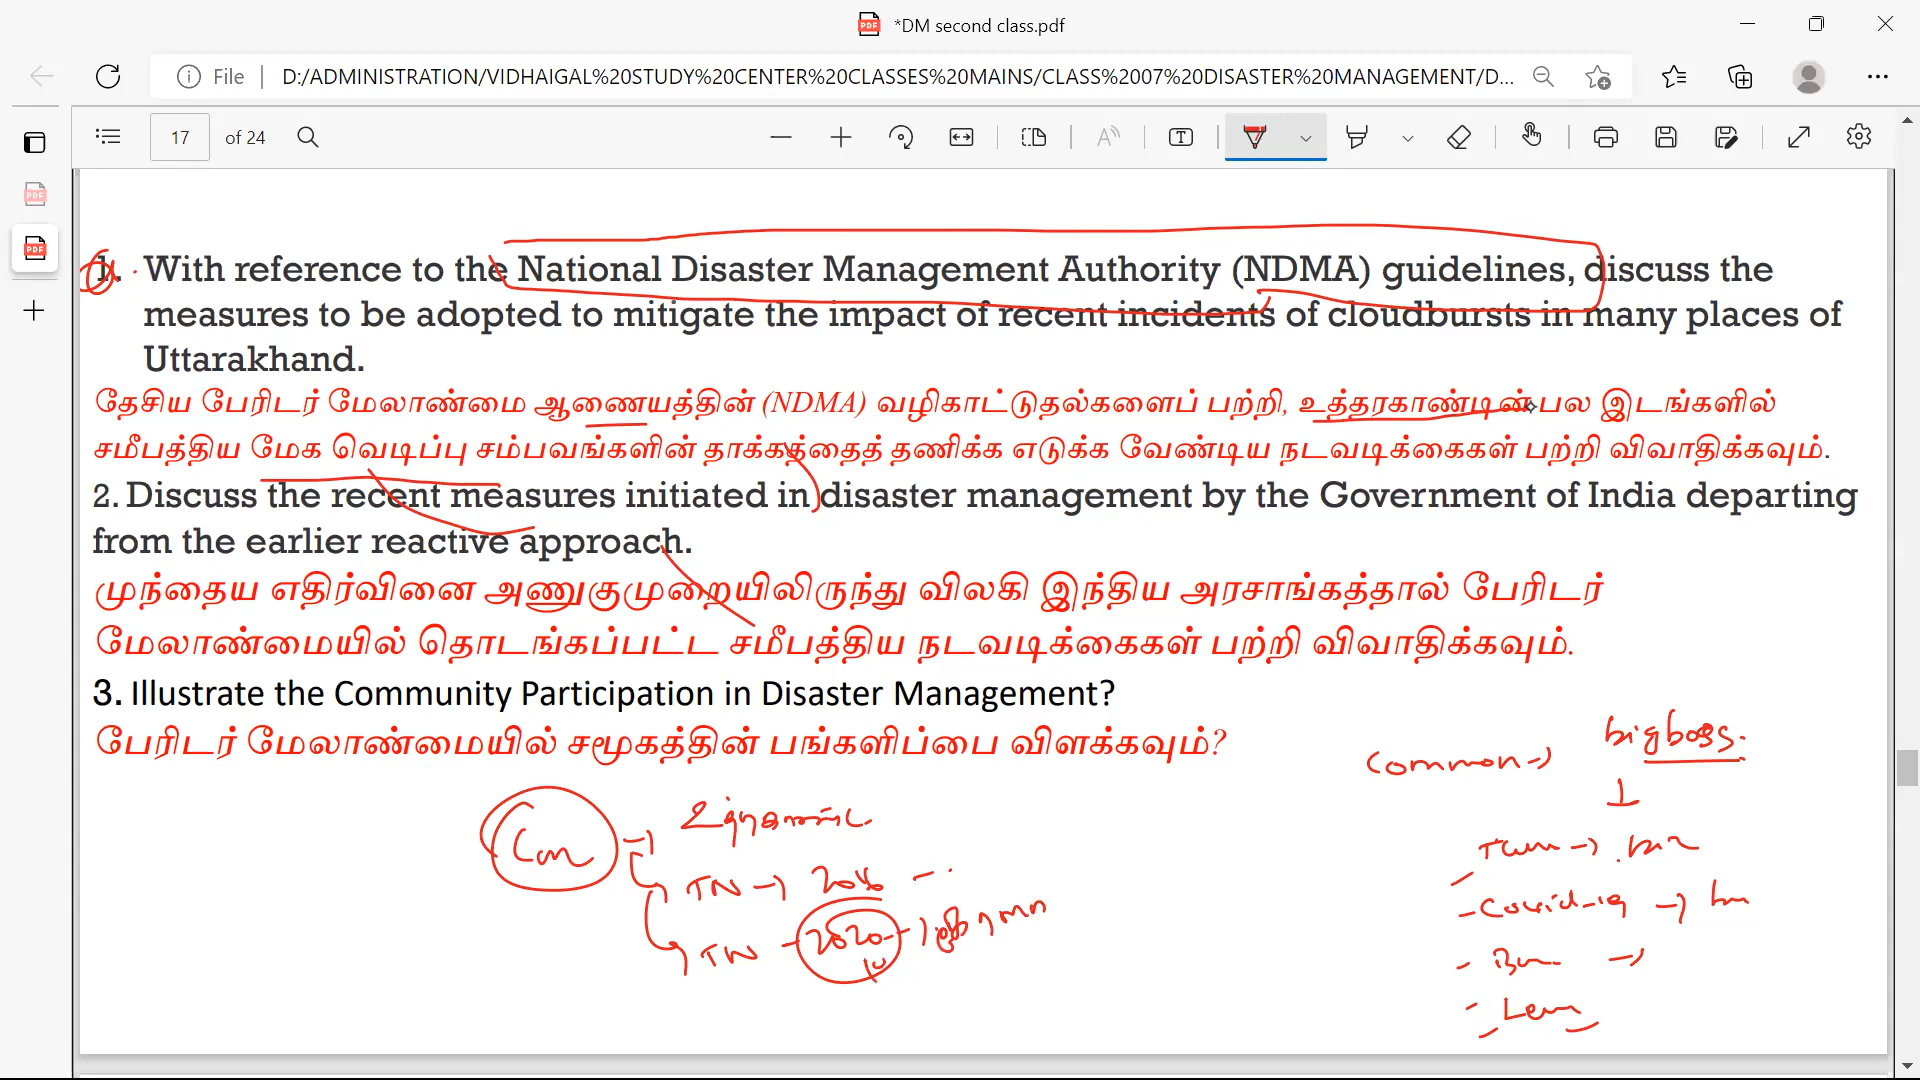 *DM second class.pdf
File
D:/ADMINISTRATION/VIDHAIGAL%20STUDY%20CENTER%20CLASSES%20MAINS/CLASS%2007%20DISASTER%20MANAGEMENT/D...
17 of 24
1. With reference to the National Disaster Management Authority (NDMA) guidelines, discuss the
measures to be adopted to mitigate the impact of recent incidents of cloudbursts in many places of
Uttarakhand.
தேசிய பேரிடர் மேலாண்மை ஆணையத்தின் (NDMA) வழிகாட்டுதல்களைப் பற்றி, உத்தரகாண்டின் பல இடங்களில்
சமீபத்திய மேக வெடிப்பு சம்பவங்களின் தாக்கத்தைத் தணிக்க எடுக்க வேண்டிய நடவடிக்கைகள் பற்றி விவாதிக்கவும்.
2. Discuss the recent measures initiated in disaster management by the Government of India departing
from the earlier reactive approach.
முந்தைய எதிர்வினை அணுகுமுறையிலிருந்து விலகி இந்திய அரசாங்கத்தால் பேரிடர்
மேலாண்மையில் தொடங்கப்பட்ட சமீபத்திய நடவடிக்கைகள் பற்றி விவாதிக்கவும்.
3. Illustrate the Community Participation in Disaster Management?
பேரிடர் மேலாண்மையில் சமூகத்தின் பங்களிப்பை விளக்கவும்?
bigboss.
Common →
TN →
Covid-19 →
TN - 2020 →